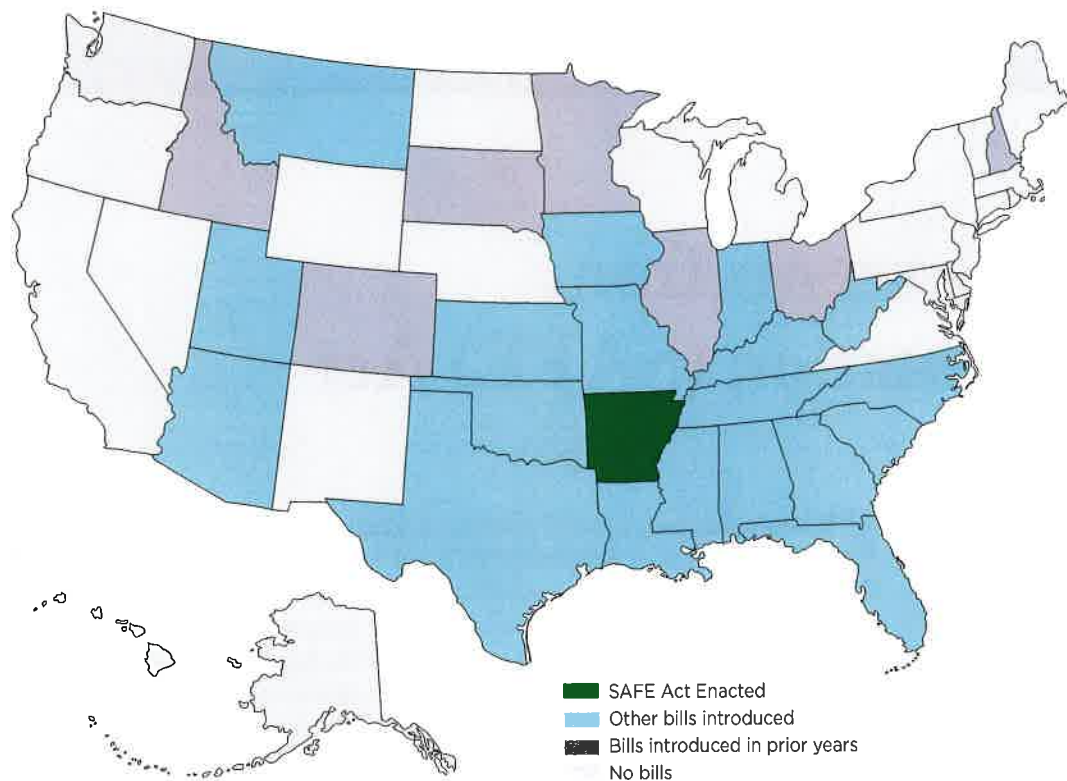 SAFE Act Enacted
Other bills introduced
Bills introduced in prior years
No bills